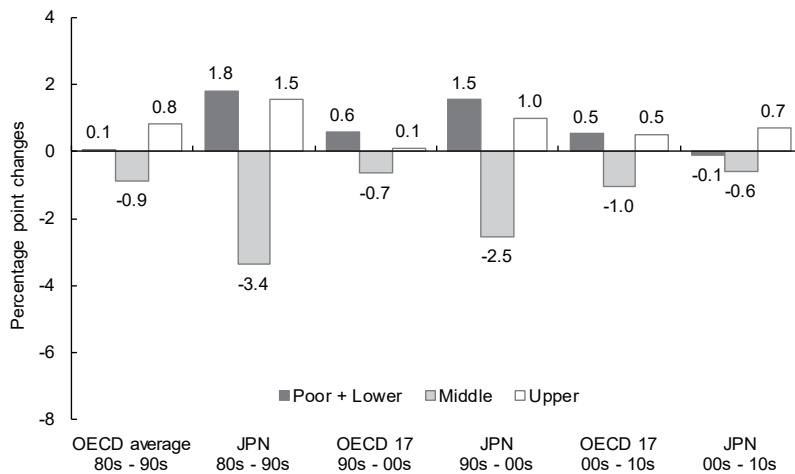 Percentage point changes
4
2
0
-2
-4
-6
-8
0.1
-0.9
0.8
1.8
-3.4
1.5
0.6
-0.7
0.1
1.5
-2.5
1.0
0.5
-1.0
0.5
-0.1
-0.6
0.7
Poor + Lower
Middle
Upper
OECD average
80s - 90s
JPN
80s - 90s
OECD 17
90s - 00s
JPN
90s - 00s
OECD 17
00s - 10s
JPN
00s - 10s